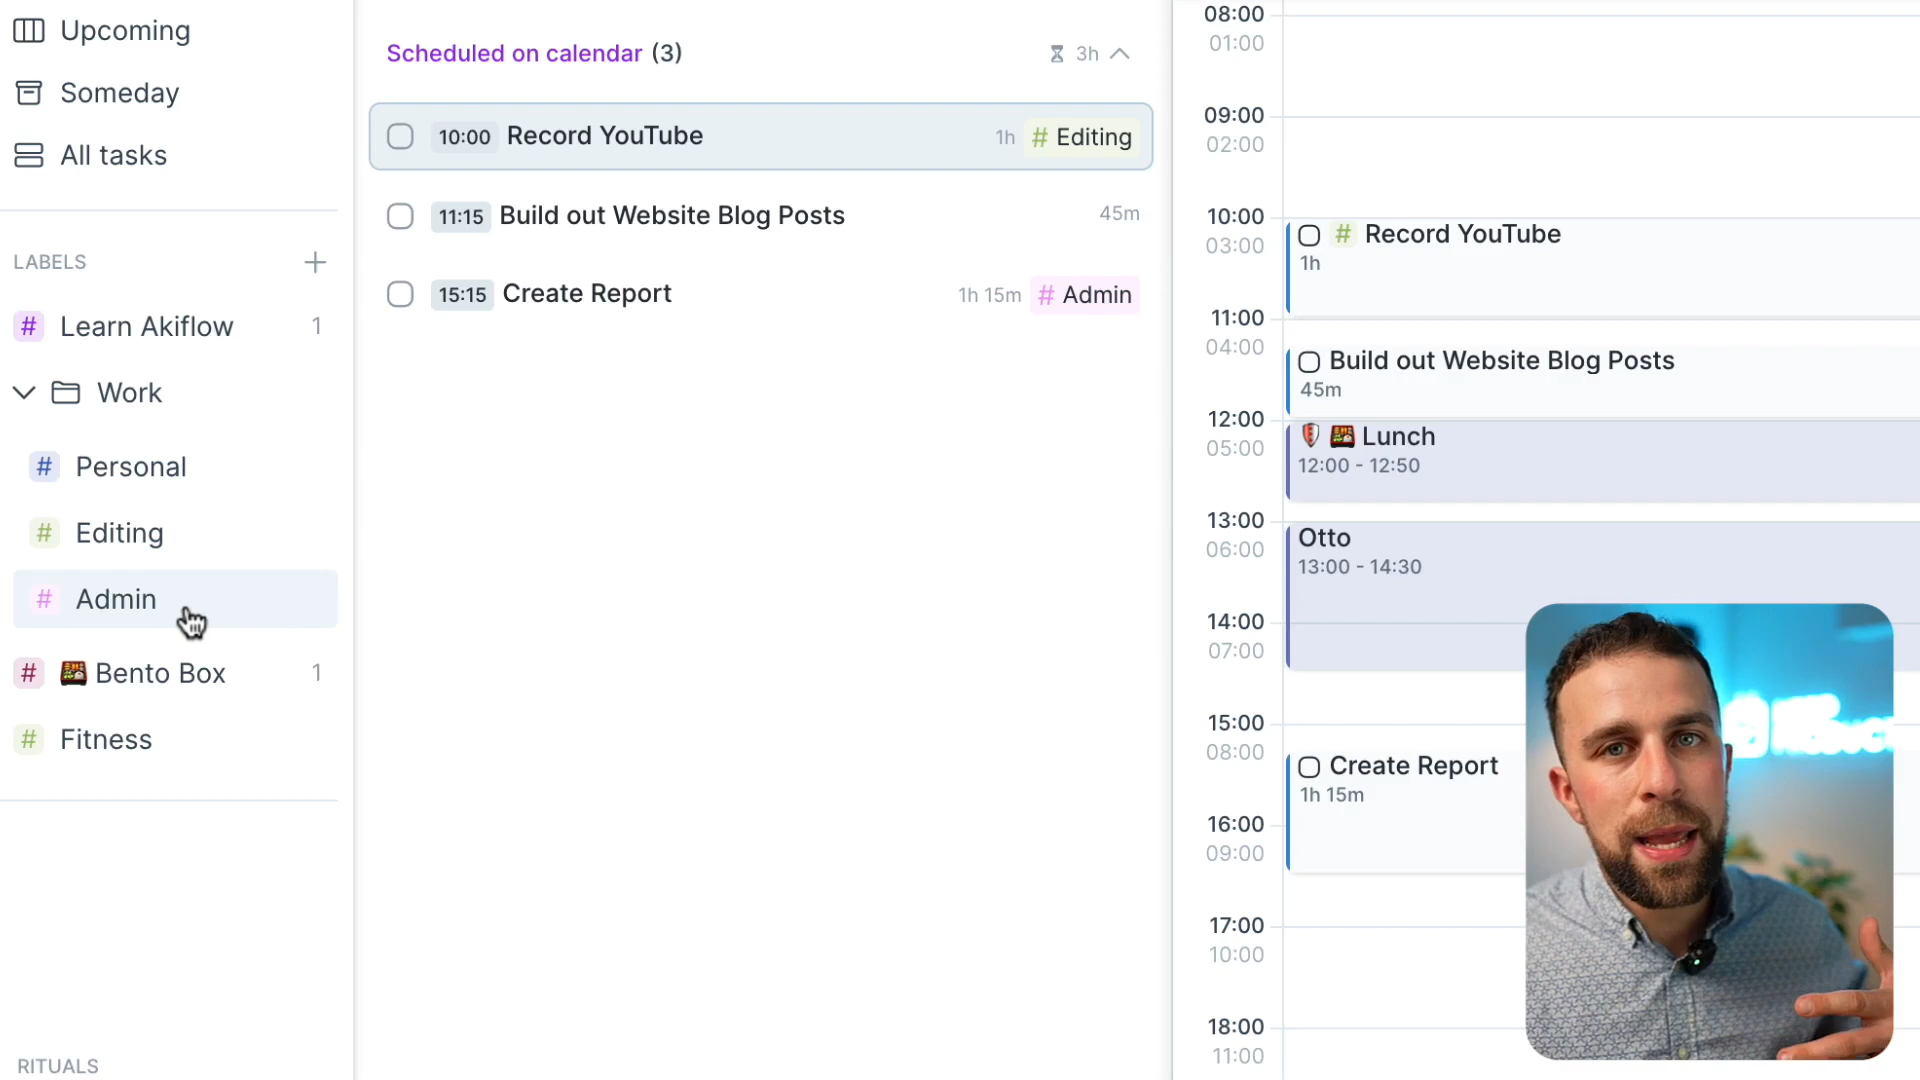 Upcoming
Someday
All tasks
LABELS
# Learn Akiflow 1
Work
# Personal
# Editing
# Admin
# Bento Box 1
# Fitness
RITUALS
Scheduled on calendar (3) 3h
10:00 Record YouTube 1h # Editing
11:15 Build out Website Blog Posts 45m
15:15 Create Report 1h 15m # Admin
08:00
01:00
09:00
02:00
10:00
03:00
# Record YouTube
1h
11:00
04:00
Build out Website Blog Posts
45m
12:00
05:00
Lunch
12:00 - 12:50
13:00
06:00
Otto
13:00 - 14:30
14:00
07:00
15:00
08:00
Create Report
1h 15m
16:00
09:00
17:00
10:00
18:00
11:00